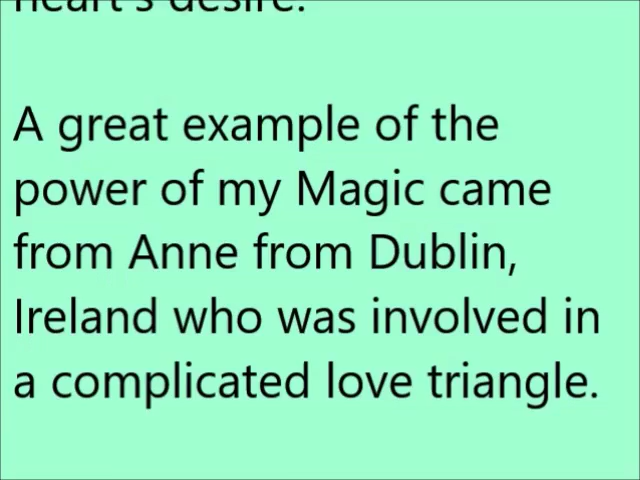 heart's desire.
A great example of the
power of my Magic came
from Anne from Dublin,
Ireland who was involved in
a complicated love triangle.